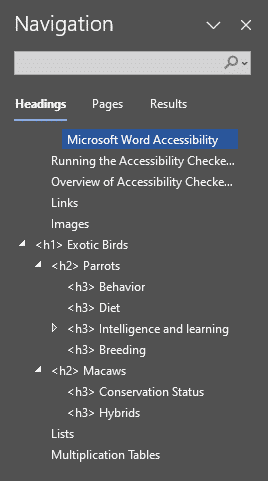 Navigation
Headings Pages Results
Microsoft Word Accessibility
Running the Accessibility Checke...
Overview of Accessibility Checke...
Links
Images
<h1> Exotic Birds
<h2> Parrots
<h3> Behavior
<h3> Diet
<h3> Intelligence and learning
<h3> Breeding
<h2> Macaws
<h3> Conservation Status
<h3> Hybrids
Lists
Multiplication Tables